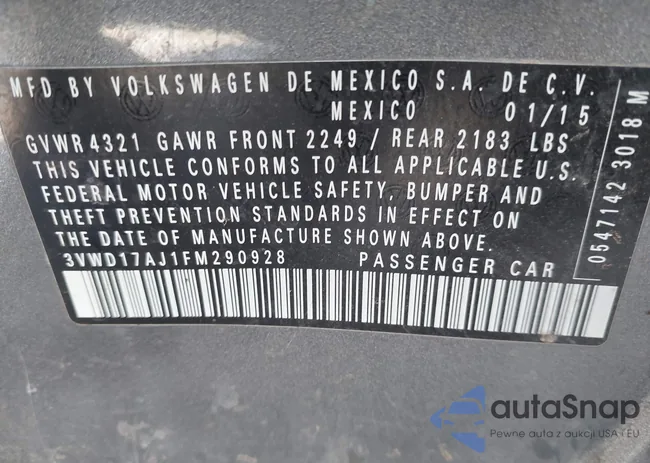 MFD BY VOLKSWAGEN DE MEXICO S.A. DE C.V.
MEXICO 01/15
GVWR 4321 GAWR FRONT 2249 / REAR 2183 LBS
THIS VEHICLE CONFORMS TO ALL APPLICABLE U.S.
FEDERAL MOTOR VEHICLE SAFETY, BUMPER AND
THEFT PREVENTION STANDARDS IN EFFECT ON
THE DATE OF MANUFACTURE SHOWN ABOVE.
3VWD17AJ1FM290928 PASSENGER CAR
0547142 3018 M
autaSnap
Pewne auta z aukcji USA i EU